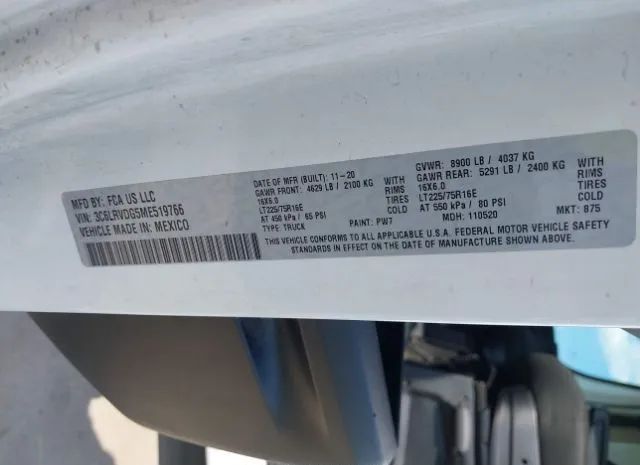 MFD BY: FCA US LLC
VIN: 3C6LRVDG5ME519766
VEHICLE MADE IN: MEXICO
DATE OF MFR (BUILT): 11-20
GAWR FRONT: 4629 LB / 2100 KG
16X6.0 RIMS
LT225/75R16E TIRES
AT 450 kPa / 65 PSI COLD
TYPE: TRUCK PAINT: PW7
GVWR: 8900 LB / 4037 KG
GAWR REAR: 5291 LB / 2400 KG
16X6.0 RIMS
LT225/75R16E TIRES
AT 550 kPa / 80 PSI COLD
MDH: 110520 MKT: 875
THIS VEHICLE CONFORMS TO ALL APPLICABLE U.S.A. FEDERAL MOTOR VEHICLE SAFETY
STANDARDS IN EFFECT ON THE DATE OF MANUFACTURE SHOWN ABOVE.